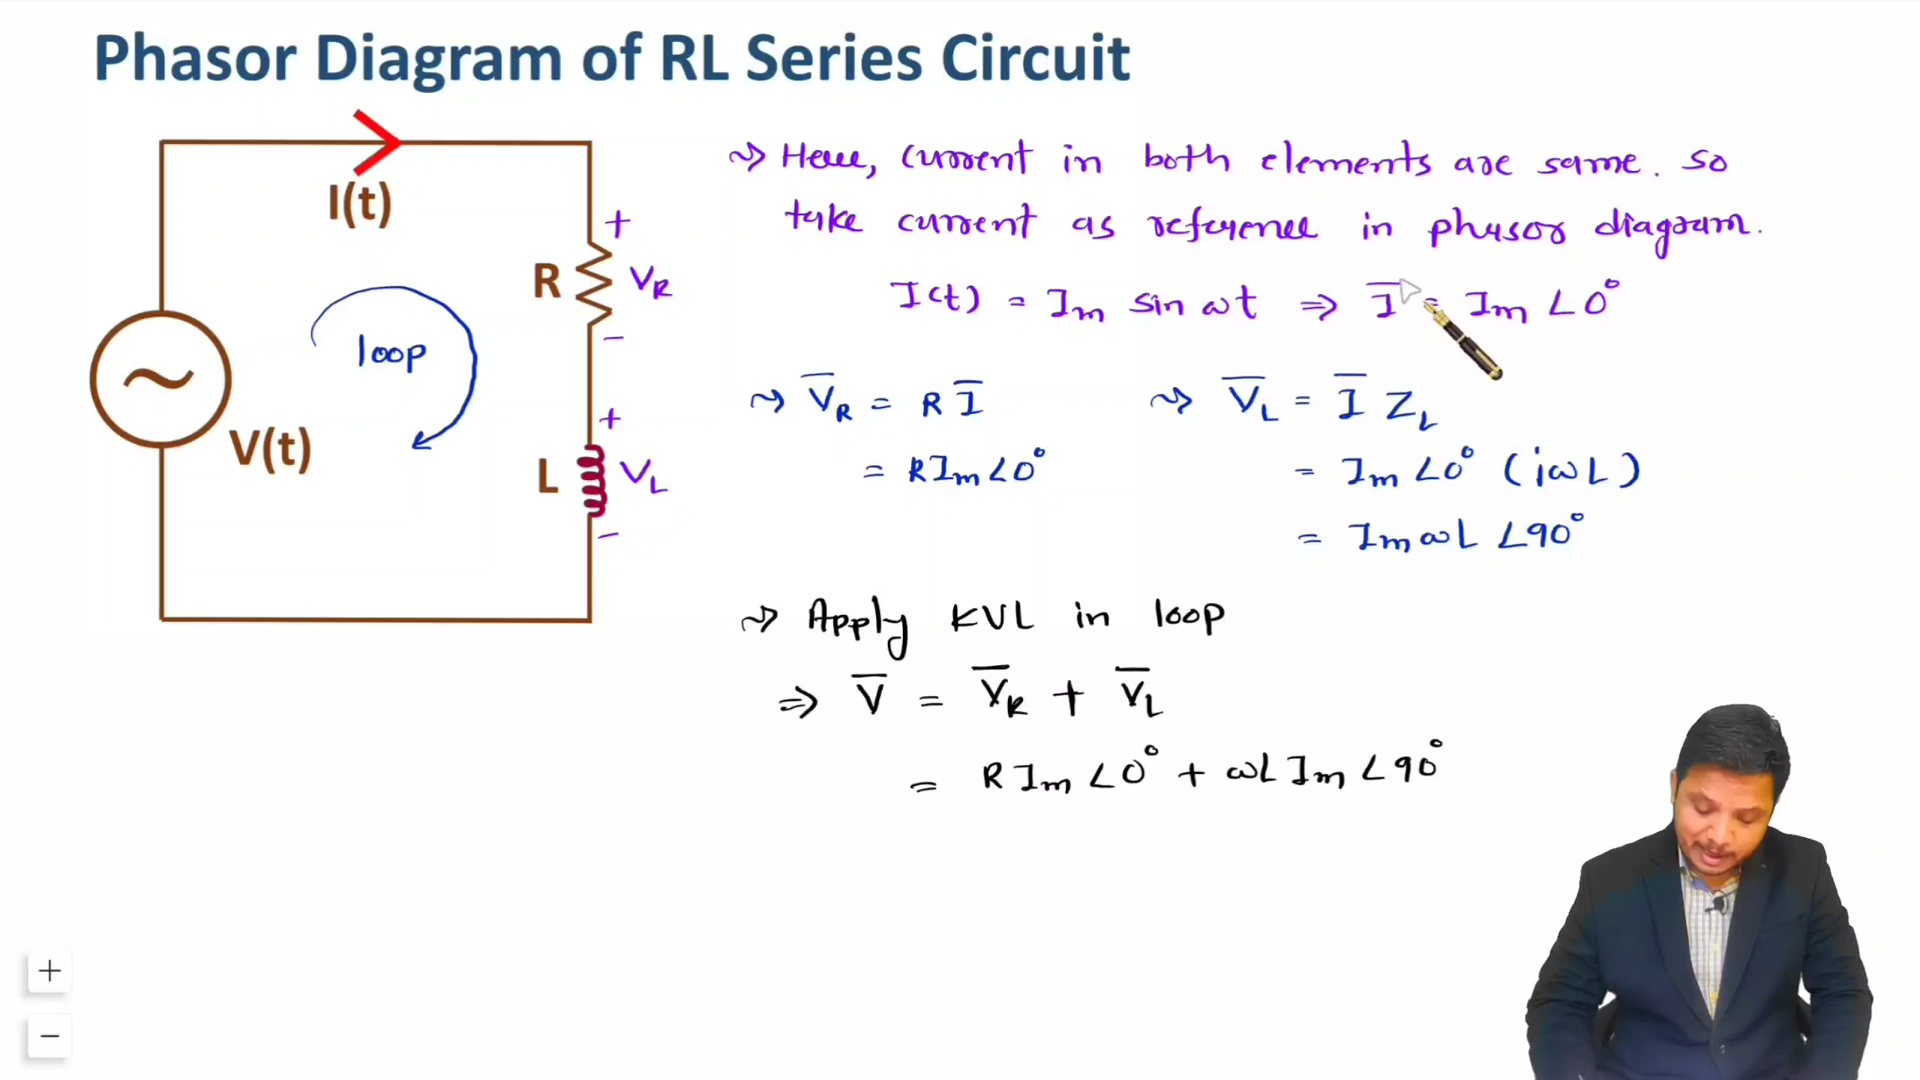 Phasor Diagram of RL Series Circuit
I(t)
+
R
VR
-
loop
V(t)
+
L
VL
-
⇝ Here, current in both elements are same. so
take current as reference in phasor diagram.
I(t) = Im sin ωt ⇒ I̅ = Im ∠0°
⇝ V̅R = R I̅
= RIm∠0°
⇝ V̅L = I̅ ZL
= Im ∠0° (jωL)
= ImωL ∠90°
⇝ Apply KVL in loop
⇒ V̅ = V̅R + V̅L
= R Im ∠0° + ωL Im ∠90°
+
−